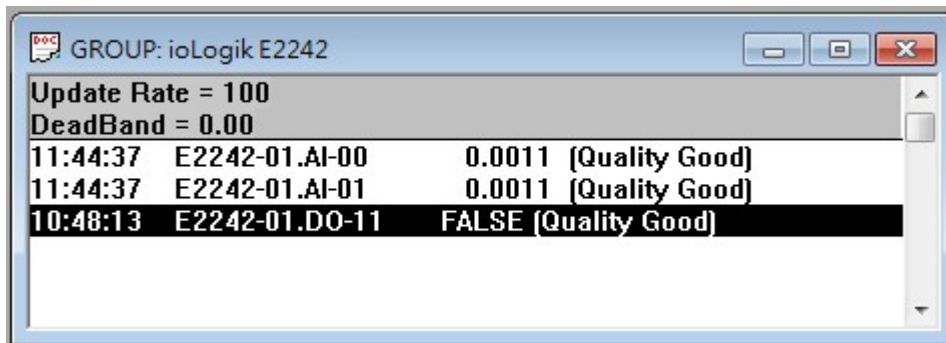 DOC
GROUP: ioLogik E2242
Update Rate = 100
DeadBand = 0.00
11:44:37 E2242-01.AI-00 0.0011 (Quality Good)
11:44:37 E2242-01.AI-01 0.0011 (Quality Good)
10:48:13 E2242-01.DO-11 FALSE (Quality Good)